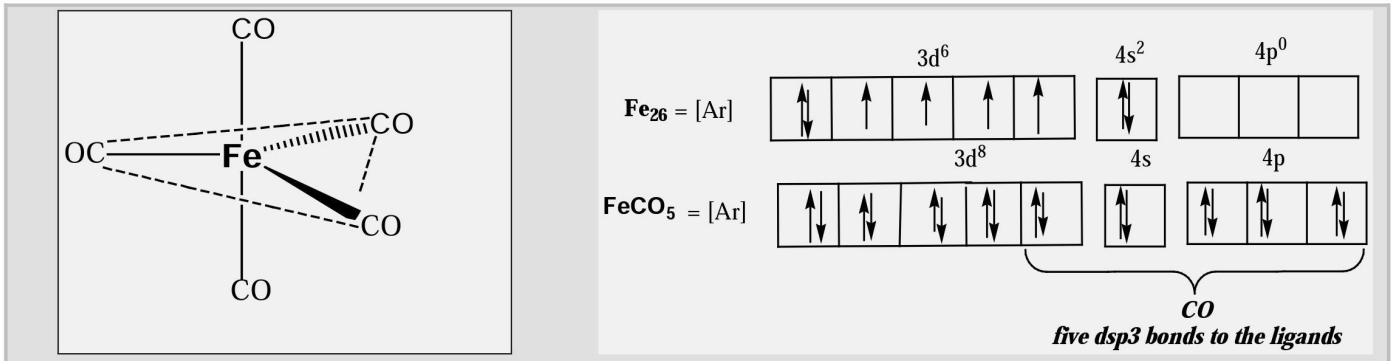 CO
OC
Fe
CO
CO
CO
3d⁶ 4s² 4p⁰
Fe₂₆ = [Ar]
3d⁸ 4s 4p
FeCO₅ = [Ar]
CO
five dsp3 bonds to the ligands